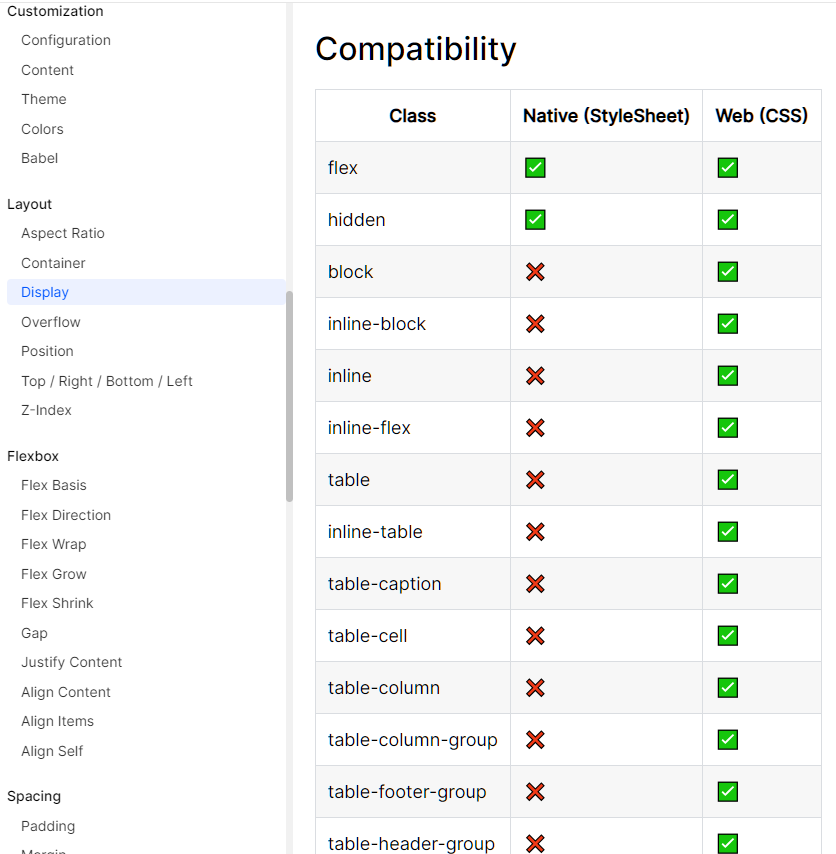 Customization
Configuration
Content
Theme
Colors
Babel
Layout
Aspect Ratio
Container
Display
Overflow
Position
Top / Right / Bottom / Left
Z-Index
Flexbox
Flex Basis
Flex Direction
Flex Wrap
Flex Grow
Flex Shrink
Gap
Justify Content
Align Content
Align Items
Align Self
Spacing
Padding
Margin
Compatibility
Class Native (StyleSheet) Web (CSS)
flex ✅ ✅
hidden ✅ ✅
block ❌ ✅
inline-block ❌ ✅
inline ❌ ✅
inline-flex ❌ ✅
table ❌ ✅
inline-table ❌ ✅
table-caption ❌ ✅
table-cell ❌ ✅
table-column ❌ ✅
table-column-group ❌ ✅
table-footer-group ❌ ✅
table-header-group ❌ ✅